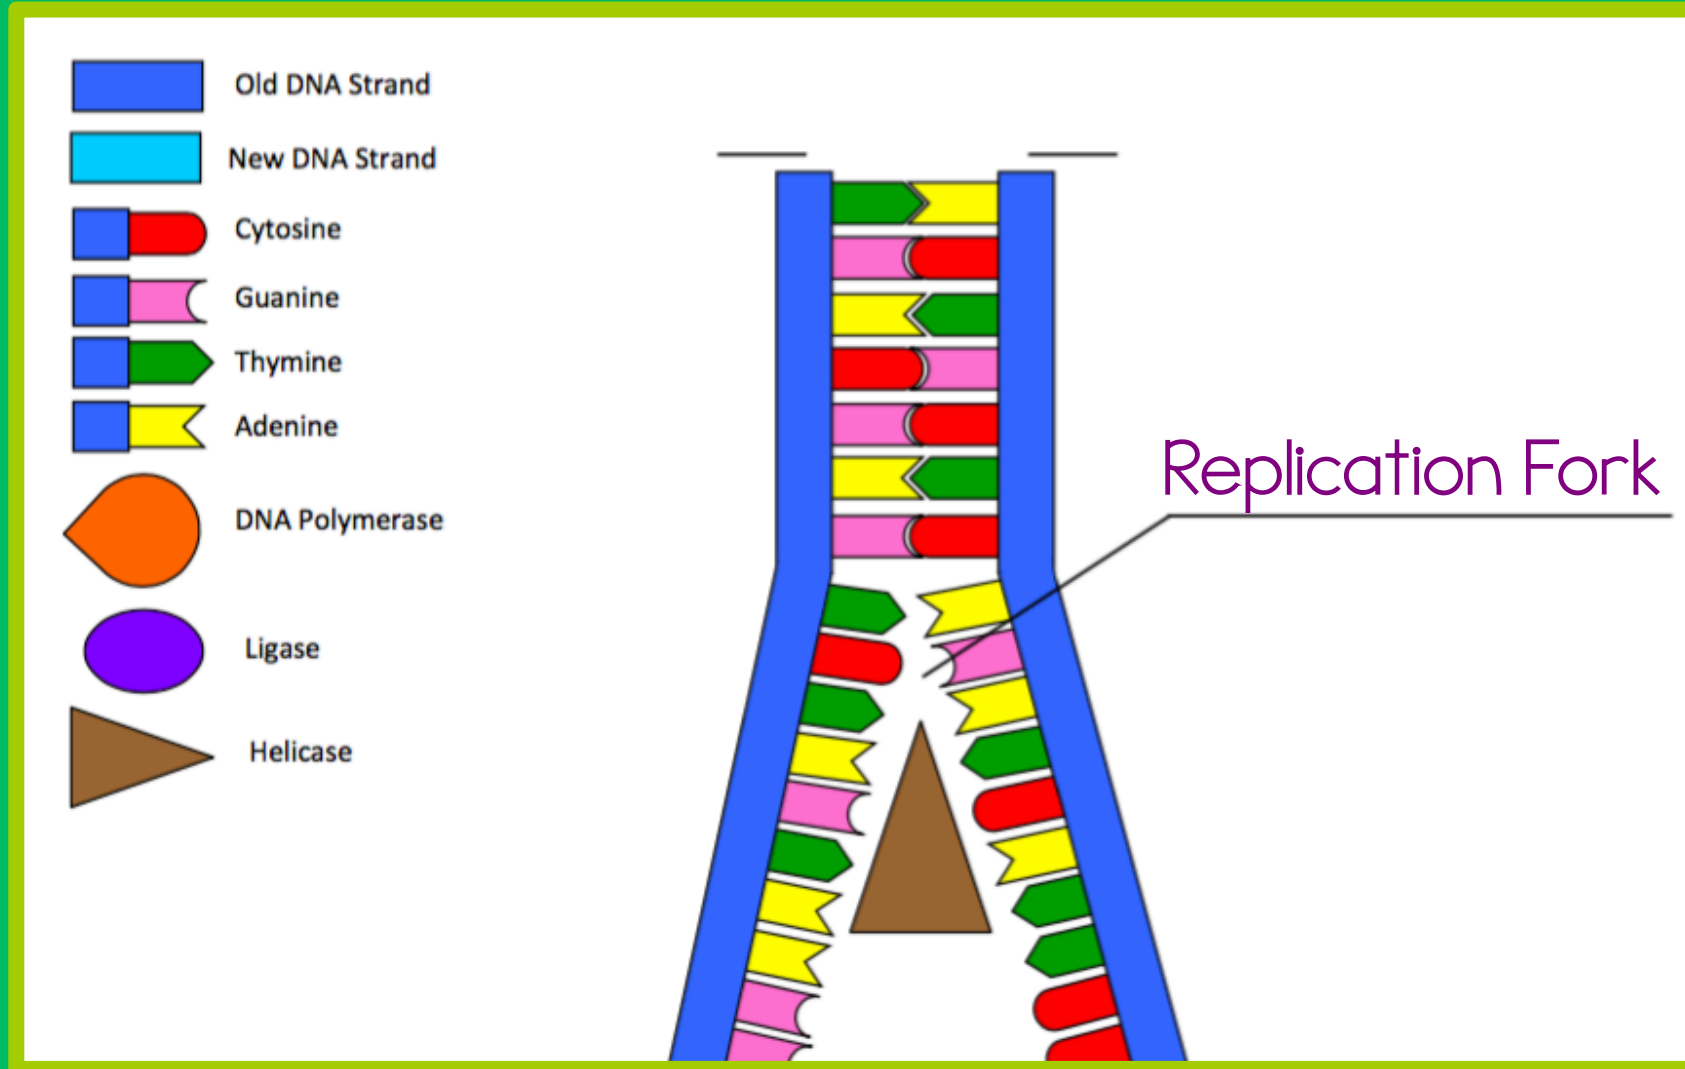 Old DNA Strand
New DNA Strand
Cytosine
Guanine
Thymine
Adenine
DNA Polymerase
Ligase
Helicase
Replication Fork